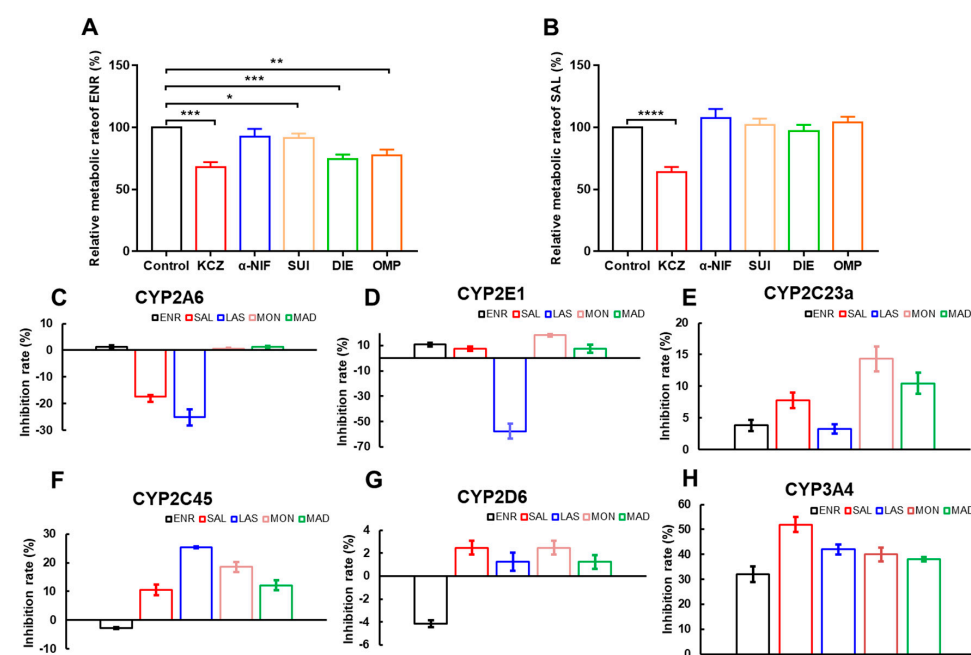 A
Relative metabolic rateof ENR (%)
150
100
50
0
**
***
*
***
Control KCZ α-NIF SUI DIE OMP
B
Relative metabolic rateof SAL (%)
150
100
50
0
****
Control KCZ α-NIF SUI DIE OMP
C
CYP2A6
ENR SAL LAS MON MAD
Inhibition rate (%)
10
0
-10
-20
-30
D
CYP2E1
ENR SAL LAS MON MAD
Inhibition rate (%)
10
-10
-30
-50
-70
E
CYP2C23a
ENR SAL LAS MON MAD
Inhibition rate (%)
20
15
10
5
0
F
CYP2C45
ENR SAL LAS MON MAD
Inhibition rate (%)
30
20
10
0
-10
G
CYP2D6
ENR SAL LAS MON MAD
Inhibition rate (%)
4
2
0
-2
-4
-6
H
CYP3A4
ENR SAL LAS MON MAD
Inhibition rate (%)
60
50
40
30
20
10
0